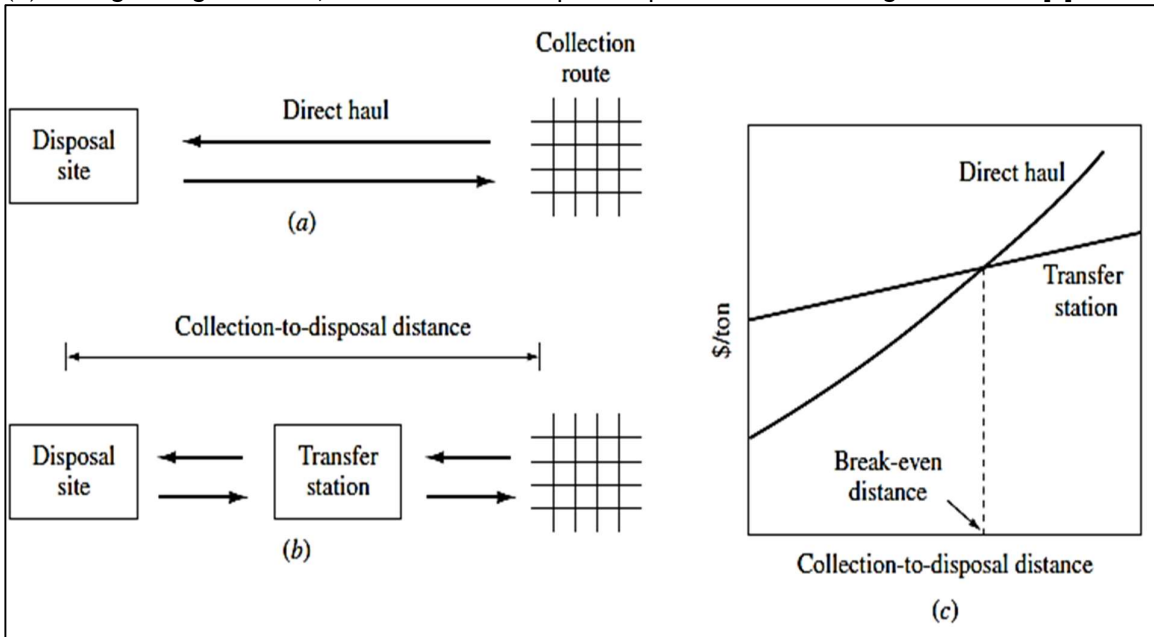 Collection
route
Direct haul
Disposal
site
(a)
Collection-to-disposal distance
Disposal
site
Transfer
station
(b)
Direct haul
Transfer
station
$/ton
Break-even
distance
Collection-to-disposal distance
(c)